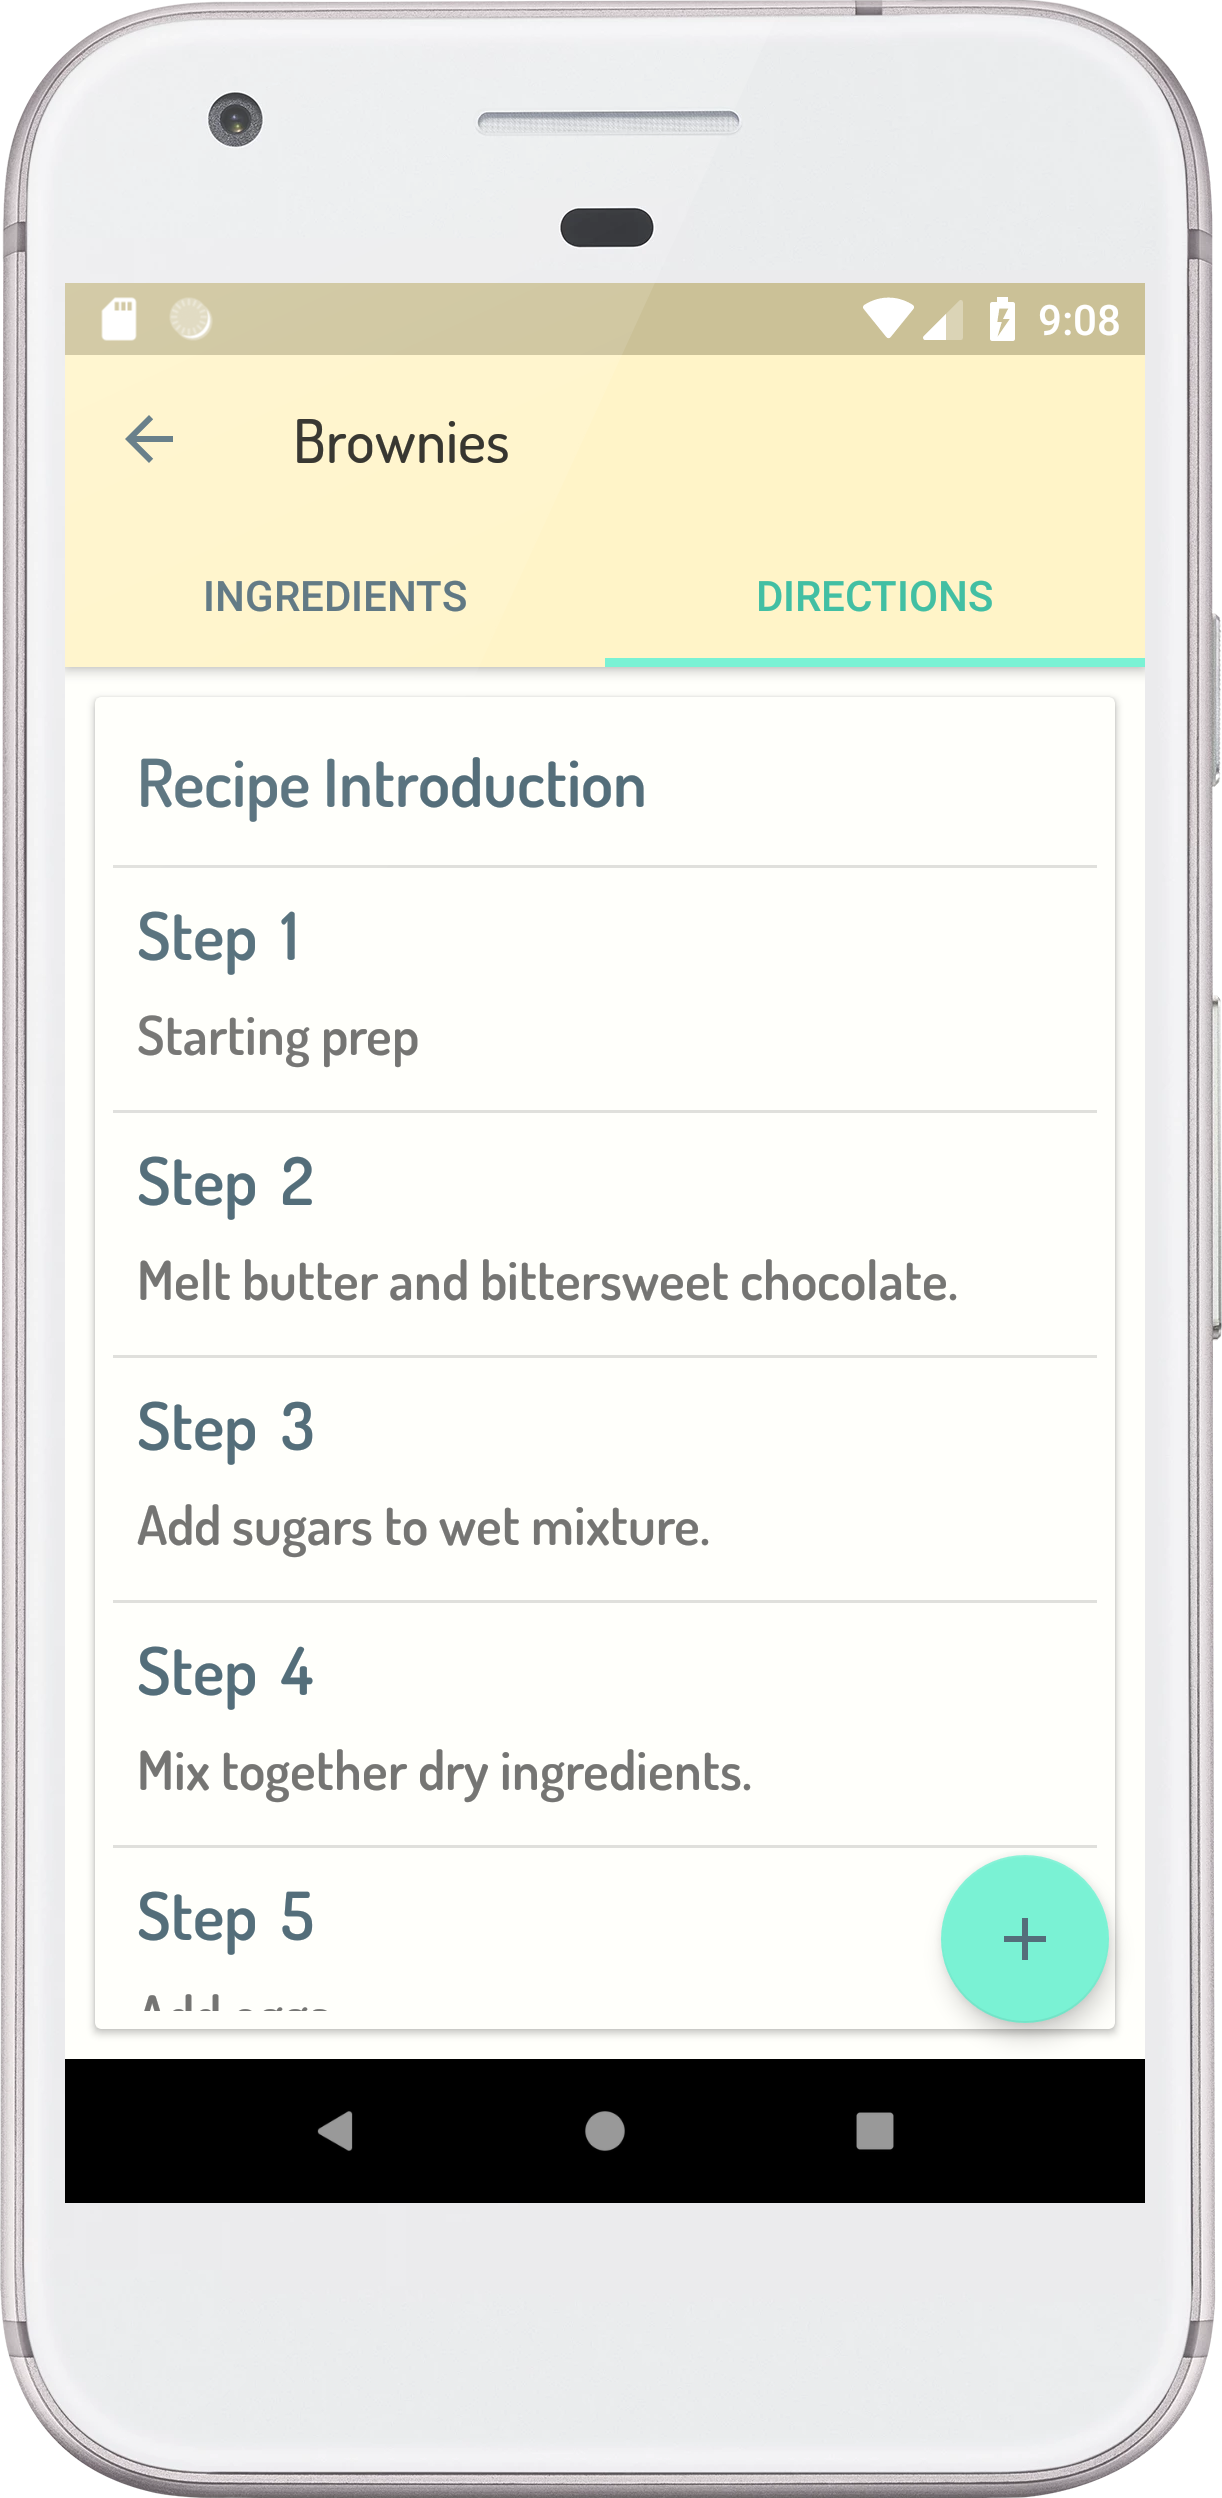 9:08
Brownies
INGREDIENTS DIRECTIONS
Recipe Introduction
Step 1
Starting prep
Step 2
Melt butter and bittersweet chocolate.
Step 3
Add sugars to wet mixture.
Step 4
Mix together dry ingredients.
Step 5